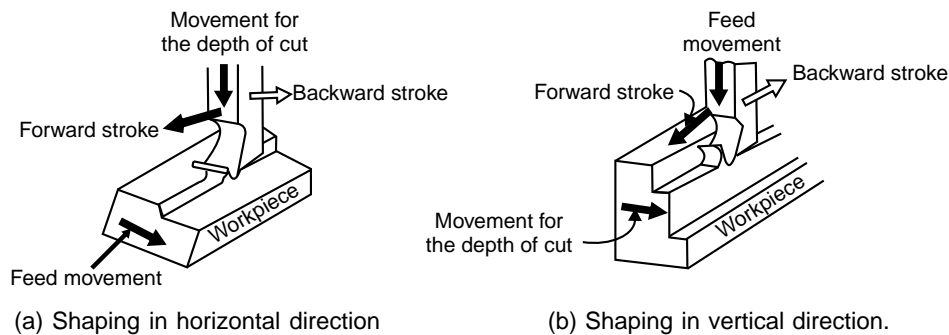 Movement for
the depth of cut
Backward stroke
Forward stroke
Workpiece
Feed movement
(a) Shaping in horizontal direction
Feed
movement
Backward stroke
Forward stroke
Movement for
the depth of cut
Workpiece
(b) Shaping in vertical direction.